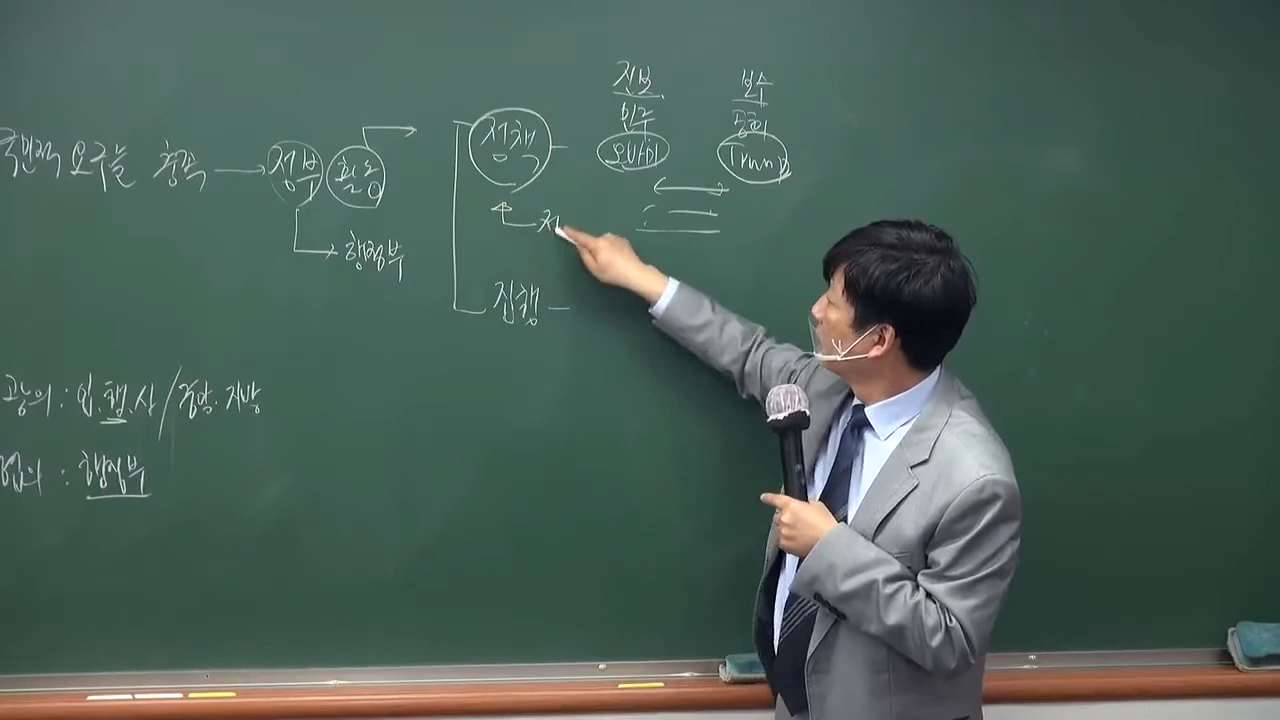 국민적 요구를 충족 → 정부 활동
행정부
정책
진보
민주
오바마
보수
공화
Trump
집행
광의 : 입.행.사 / 중앙.지방
협의 : 행정부